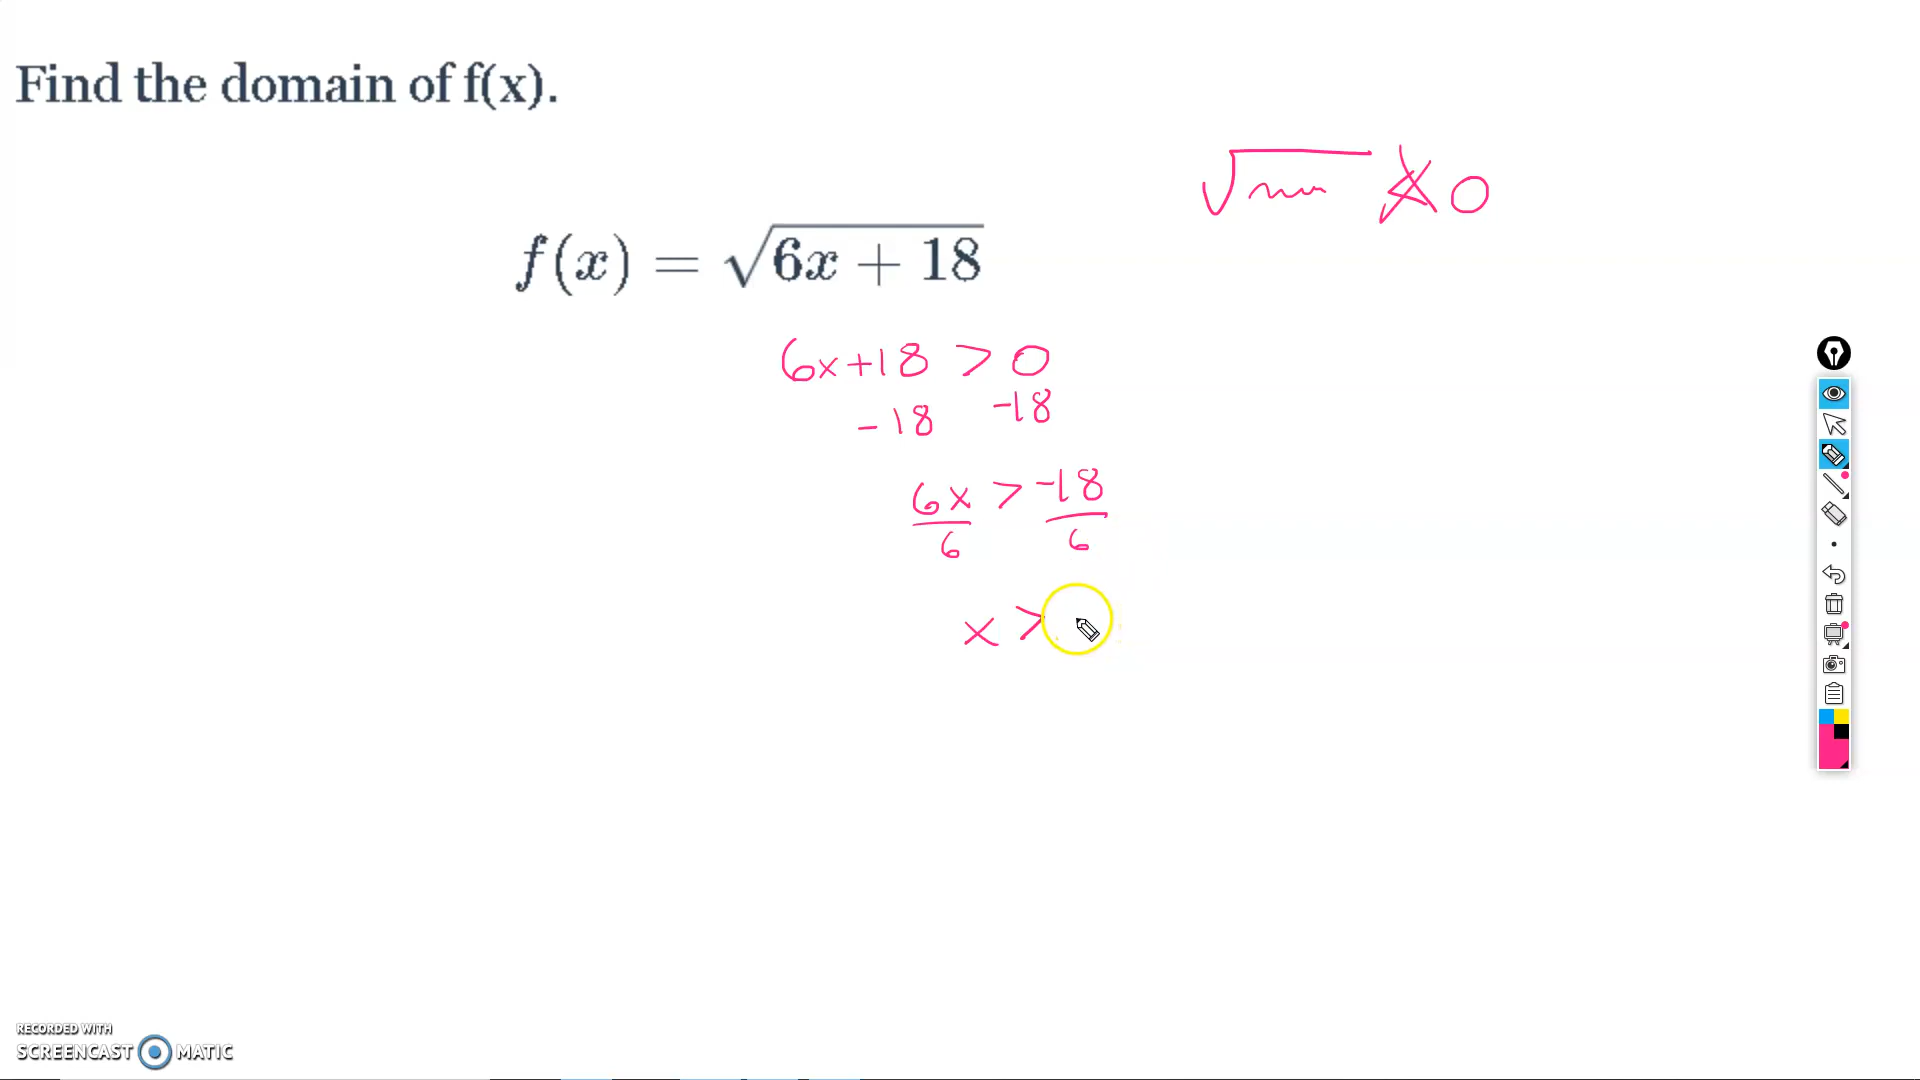 Find the domain of f(x).
√ ≮ 0
f(x) = √6x + 18
6x+18 > 0
-18 -18
6x > -18
6 6
x >
RECORDED WITH
SCREENCAST MATIC